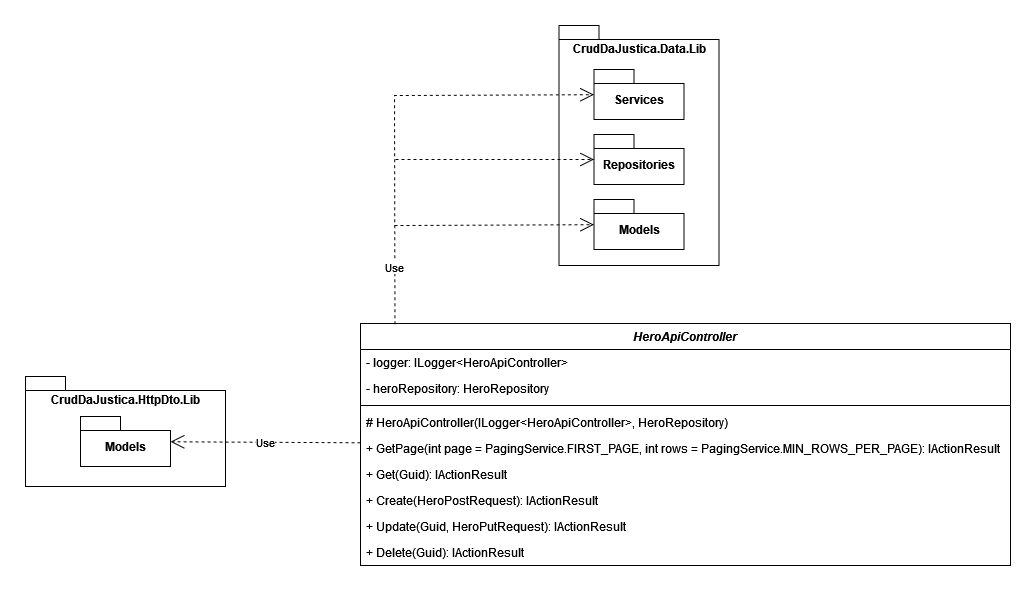 CrudDaJustica.Data.Lib
Services
Repositories
Models
Use
HeroApiController
- logger: ILogger<HeroApiController>
- heroRepository: HeroRepository
# HeroApiController(ILogger<HeroApiController>, HeroRepository)
+ GetPage(int page = PagingService.FIRST_PAGE, int rows = PagingService.MIN_ROWS_PER_PAGE): IActionResult
+ Get(Guid): IActionResult
+ Create(HeroPostRequest): IActionResult
+ Update(Guid, HeroPutRequest): IActionResult
+ Delete(Guid): IActionResult
CrudDaJustica.HttpDto.Lib
Models
Use